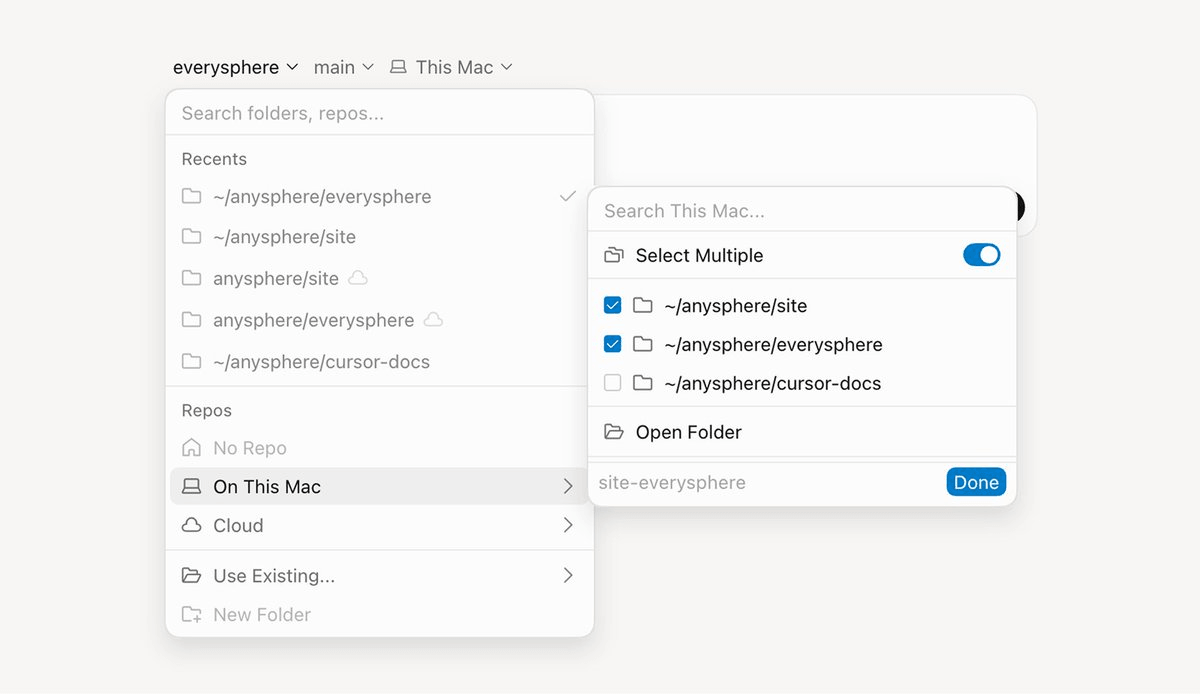 everysphere main This Mac
Search folders, repos...
Recents
~/anysphere/everysphere
~/anysphere/site
anysphere/site
anysphere/everysphere
~/anysphere/cursor-docs
Repos
No Repo
On This Mac
Cloud
Use Existing...
New Folder
Search This Mac...
Select Multiple
~/anysphere/site
~/anysphere/everysphere
~/anysphere/cursor-docs
Open Folder
site-everysphere
Done